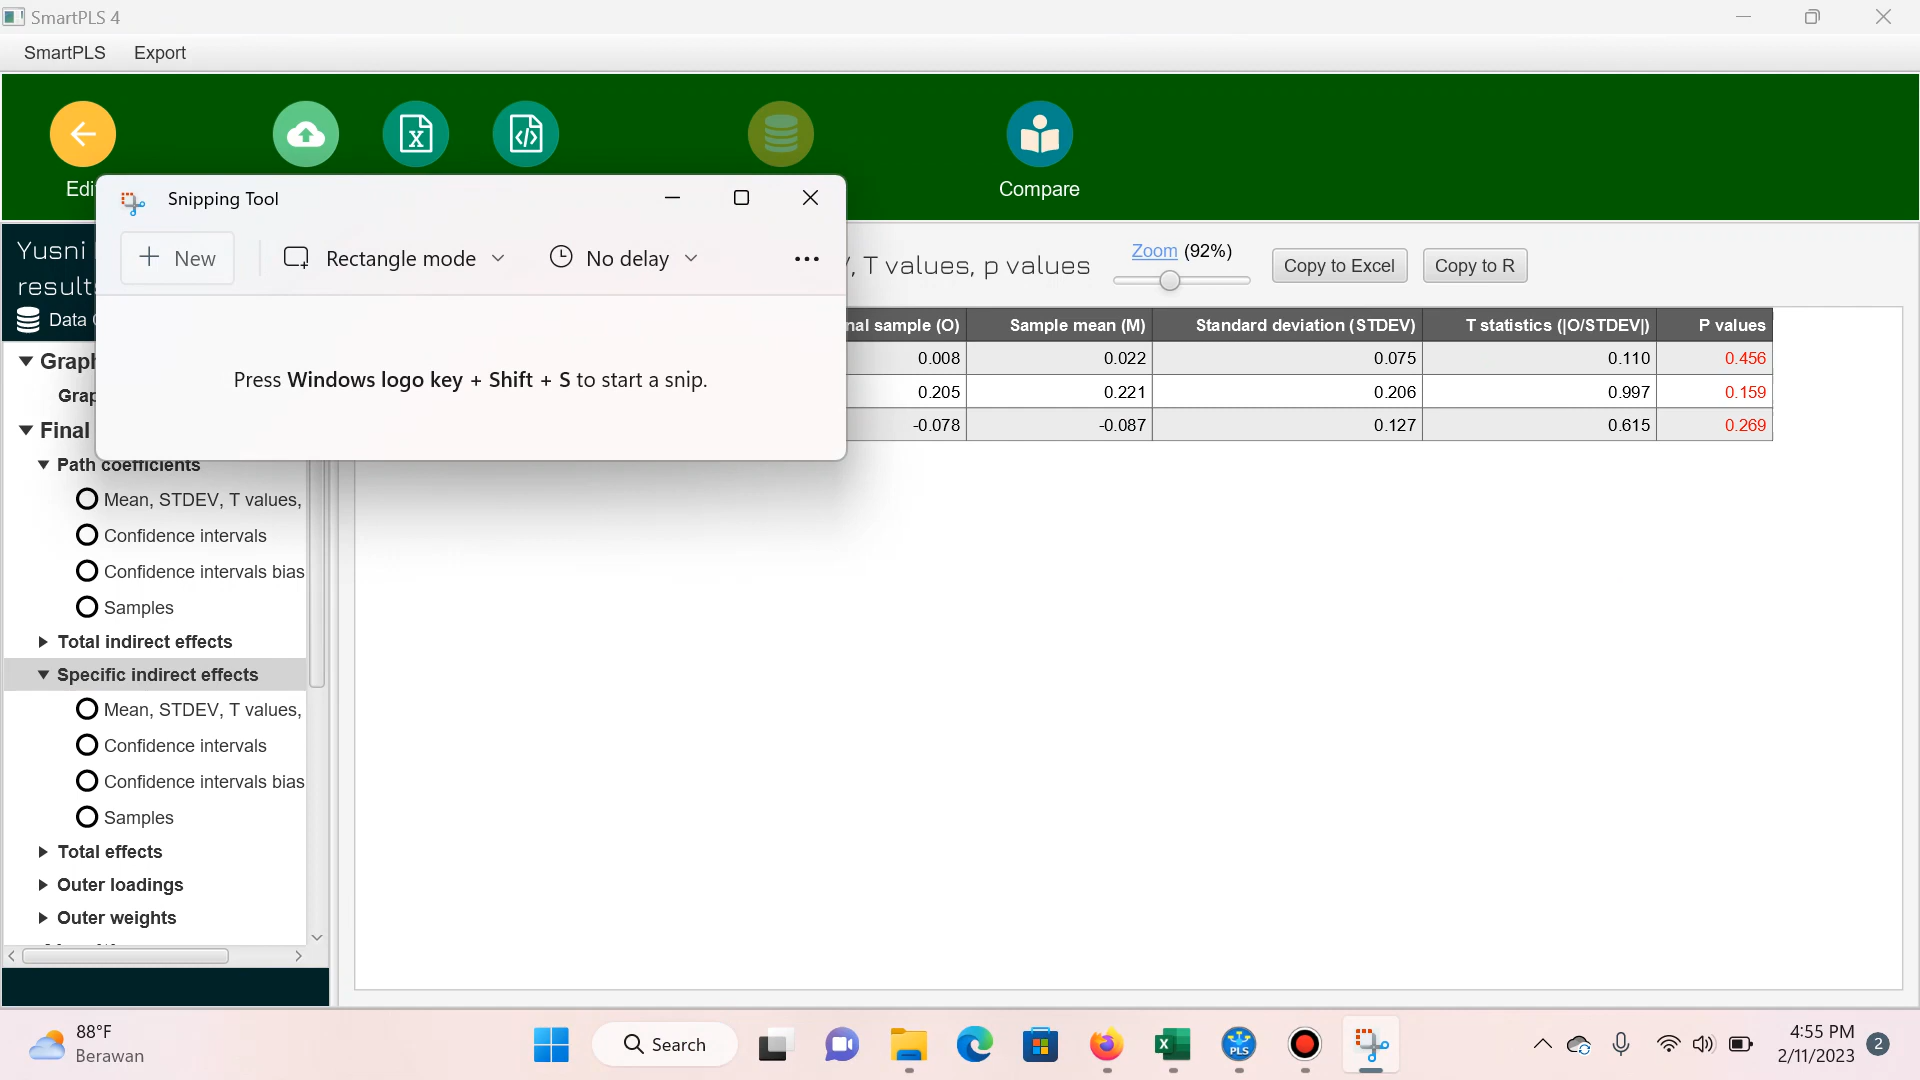 SmartPLS 4
SmartPLS Export
Edi
Compare
Snipping Tool
New Rectangle mode No delay
Press Windows logo key + Shift + S to start a snip.
Yusni
results
Data
, T values, p values
Zoom (92%)
Copy to Excel Copy to R
nal sample (O) Sample mean (M) Standard deviation (STDEV) T statistics (|O/STDEV|) P values
0.008 0.022 0.075 0.110 0.456
0.205 0.221 0.206 0.997 0.159
-0.078 -0.087 0.127 0.615 0.269
Graph
Grap
Final
Path coefficients
Mean, STDEV, T values,
Confidence intervals
Confidence intervals bias
Samples
Total indirect effects
Specific indirect effects
Mean, STDEV, T values,
Confidence intervals
Confidence intervals bias
Samples
Total effects
Outer loadings
Outer weights
88°F
Berawan
Search
PLS
4:55 PM
2/11/2023
2